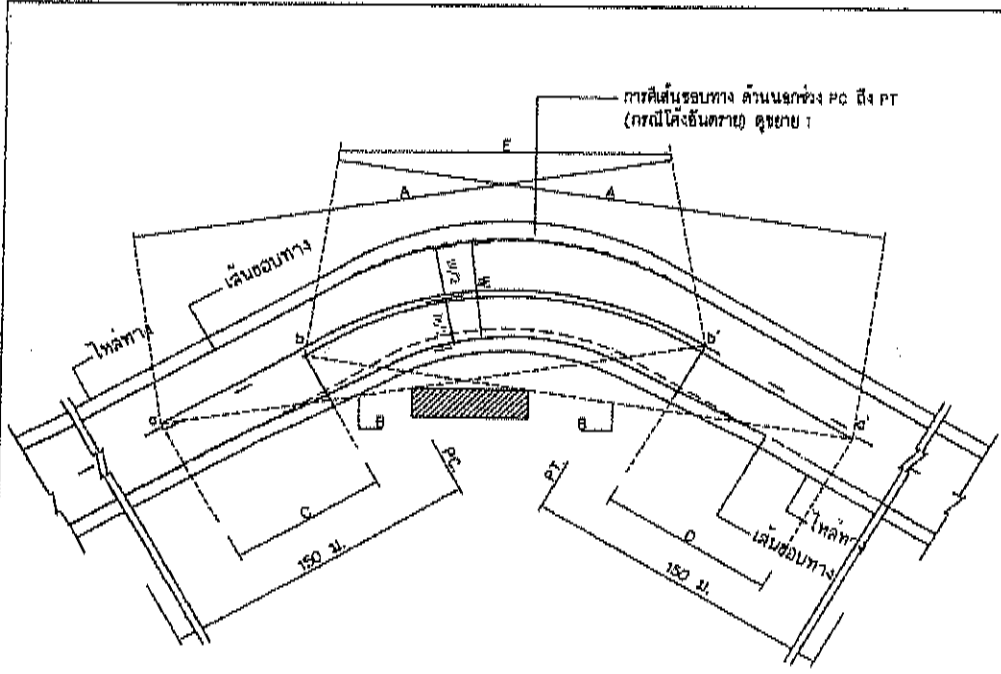 การตีเส้นขอบทาง ด้านนอกช่วง PC ถึง PT
(กรณีโค้งอันตราย) ดูขยาย 1
E
A
A
เส้นขอบทาง
ไหล่ทาง
W/2
W
W/2
b
b'
a
a'
B
B
PC.
PT.
C
D
150 ม.
150 ม.
ไหล่ทาง
เส้นขอบทาง